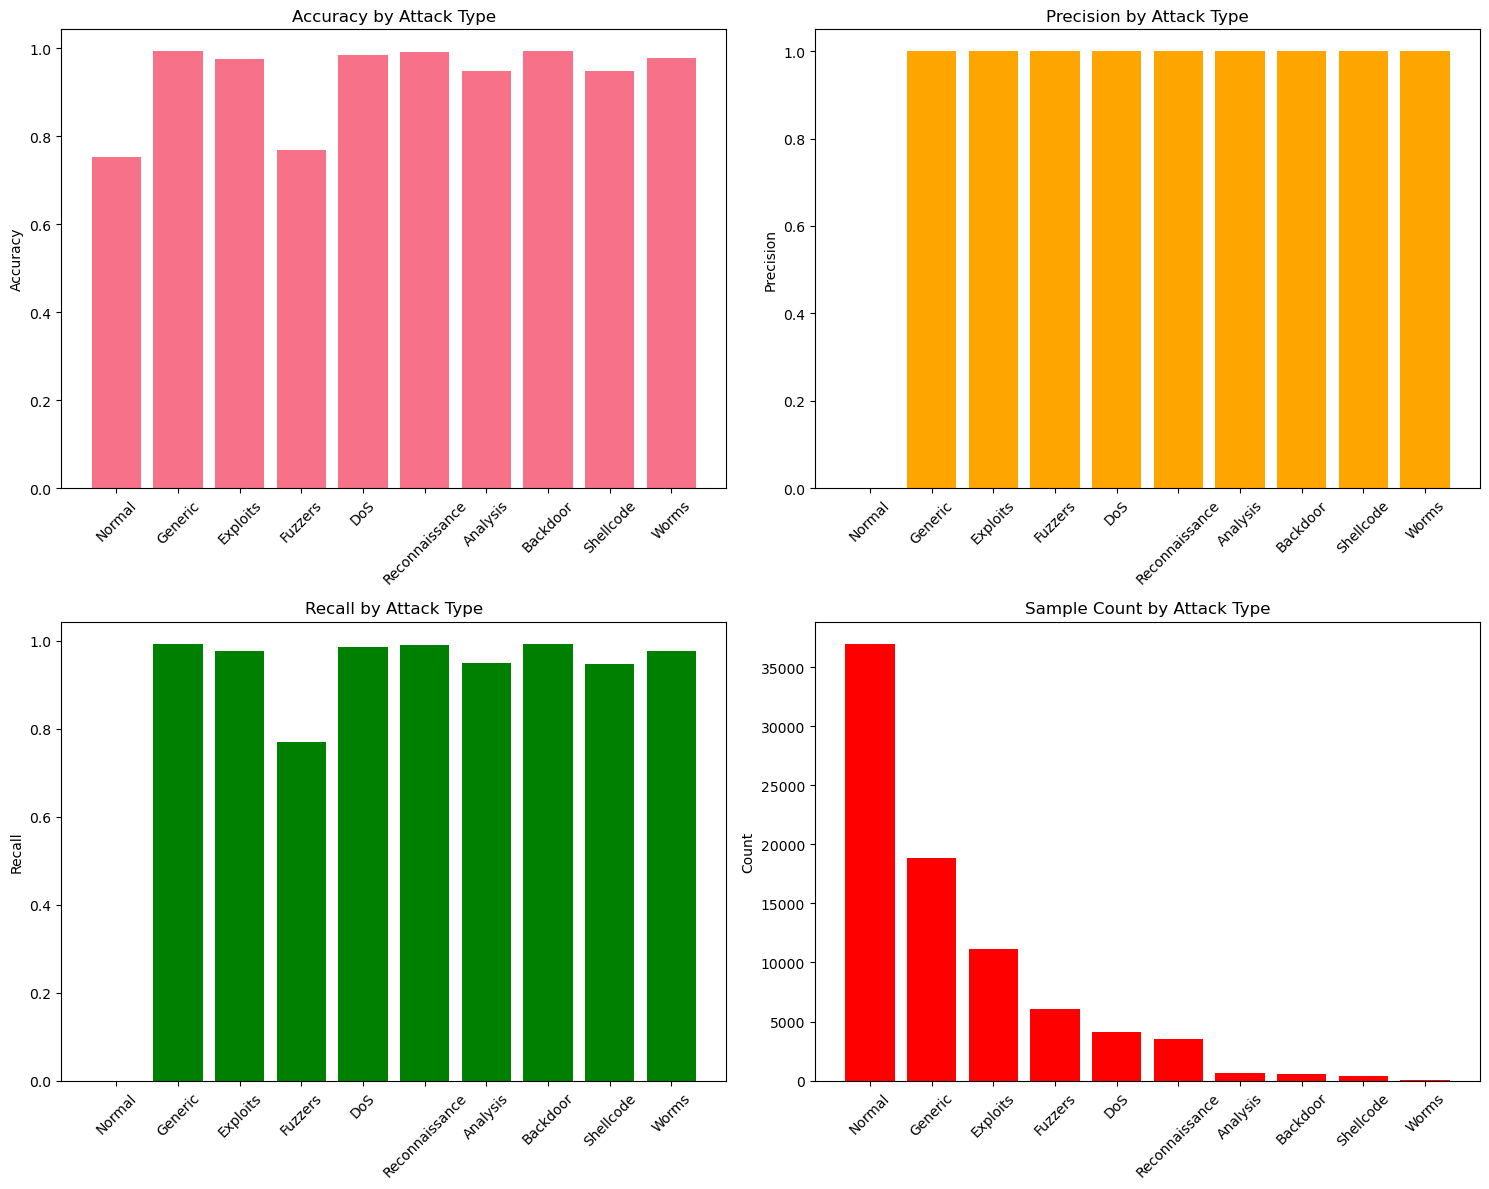 Accuracy by Attack Type
Accuracy
1.0
0.8
0.6
0.4
0.2
0.0
Normal
Generic
Exploits
Fuzzers
DoS
Reconnaissance
Analysis
Backdoor
Shellcode
Worms
Precision by Attack Type
Precision
1.0
0.8
0.6
0.4
0.2
0.0
Normal
Generic
Exploits
Fuzzers
DoS
Reconnaissance
Analysis
Backdoor
Shellcode
Worms
Recall by Attack Type
Recall
1.0
0.8
0.6
0.4
0.2
0.0
Normal
Generic
Exploits
Fuzzers
DoS
Reconnaissance
Analysis
Backdoor
Shellcode
Worms
Sample Count by Attack Type
Count
35000
30000
25000
20000
15000
10000
5000
0
Normal
Generic
Exploits
Fuzzers
DoS
Reconnaissance
Analysis
Backdoor
Shellcode
Worms